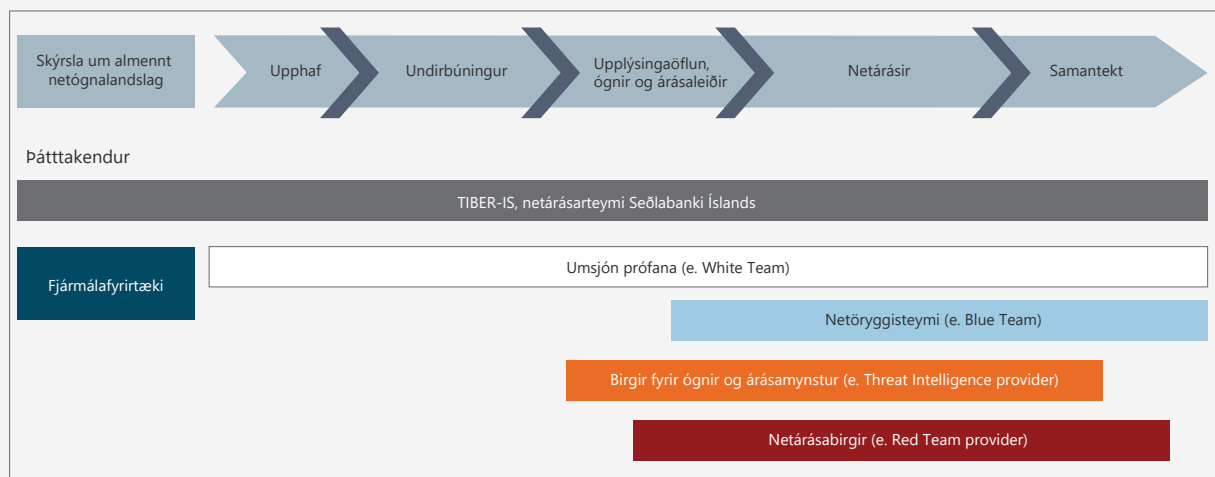 Skýrsla um almennt
netógnalandslag
Upphaf
Undirbúningur
Upplýsingaöflun,
ógnir og árásaleiðir
Netárásir
Samantekt
Þátttakendur
TIBER-IS, netárásarteymi Seðlabanki Íslands
Fjármálafyrirtæki
Umsjón prófana (e. White Team)
Netöryggisteymi (e. Blue Team)
Birgir fyrir ógnir og árásamynstur (e. Threat Intelligence provider)
Netárásabirgir (e. Red Team provider)